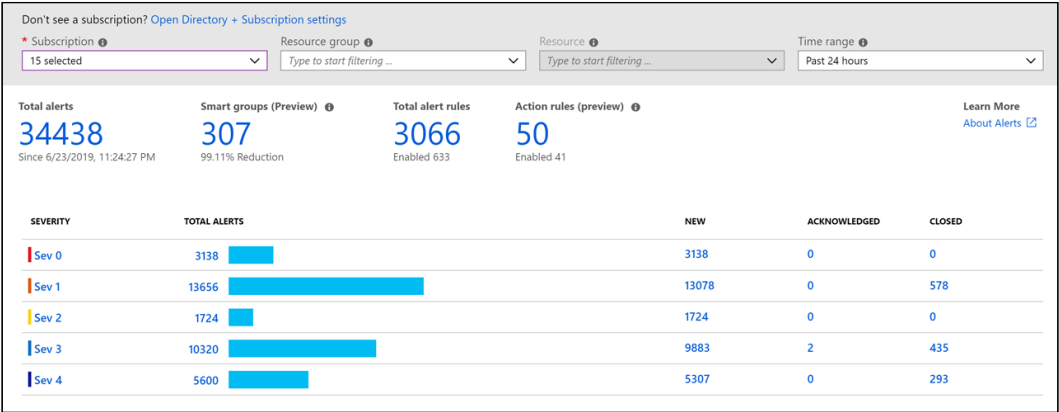 Don't see a subscription? Open Directory + Subscription settings
* Subscription Resource group Resource Time range
15 selected Type to start filtering ... Type to start filtering ... Past 24 hours
Total alerts Smart groups (Preview) Total alert rules Action rules (preview) Learn More
34438 307 3066 50 About Alerts
Since 6/23/2019, 11:24:27 PM 99.11% Reduction Enabled 633 Enabled 41
SEVERITY TOTAL ALERTS NEW ACKNOWLEDGED CLOSED
Sev 0 3138 3138 0 0
Sev 1 13656 13078 0 578
Sev 2 1724 1724 0 0
Sev 3 10320 9883 2 435
Sev 4 5600 5307 0 293